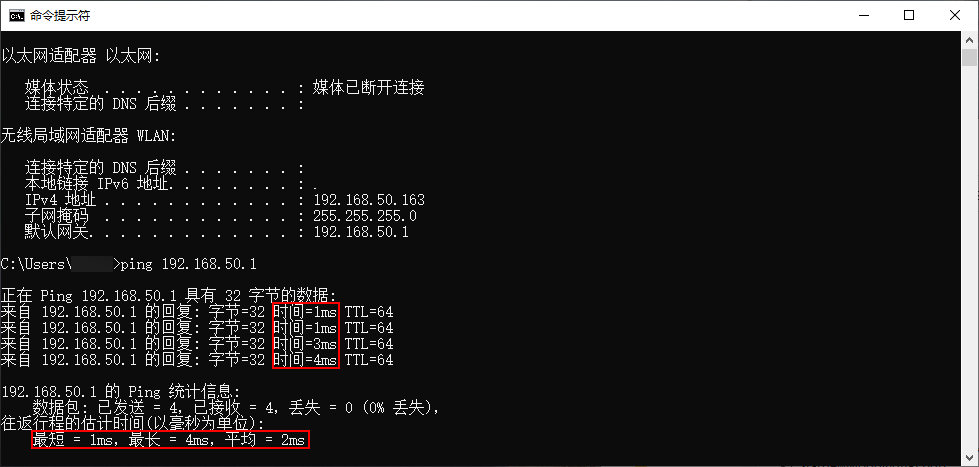 命令提示符
以太网适配器 以太网:
媒体状态 . . . . . . . . . . . . : 媒体已断开连接
连接特定的 DNS 后缀 . . . . . . . :
无线局域网适配器 WLAN:
连接特定的 DNS 后缀 . . . . . . . :
本地链接 IPv6 地址. . . . . . . . : .
IPv4 地址 . . . . . . . . . . . . : 192.168.50.163
子网掩码 . . . . . . . . . . . . : 255.255.255.0
默认网关. . . . . . . . . . . . . : 192.168.50.1
C:\Users\ >ping 192.168.50.1
正在 Ping 192.168.50.1 具有 32 字节的数据:
来自 192.168.50.1 的回复: 字节=32 时间=1ms TTL=64
来自 192.168.50.1 的回复: 字节=32 时间=1ms TTL=64
来自 192.168.50.1 的回复: 字节=32 时间=3ms TTL=64
来自 192.168.50.1 的回复: 字节=32 时间=4ms TTL=64
192.168.50.1 的 Ping 统计信息:
数据包: 已发送 = 4，已接收 = 4，丢失 = 0 (0% 丢失)，
往返行程的估计时间(以毫秒为单位):
最短 = 1ms，最长 = 4ms，平均 = 2ms